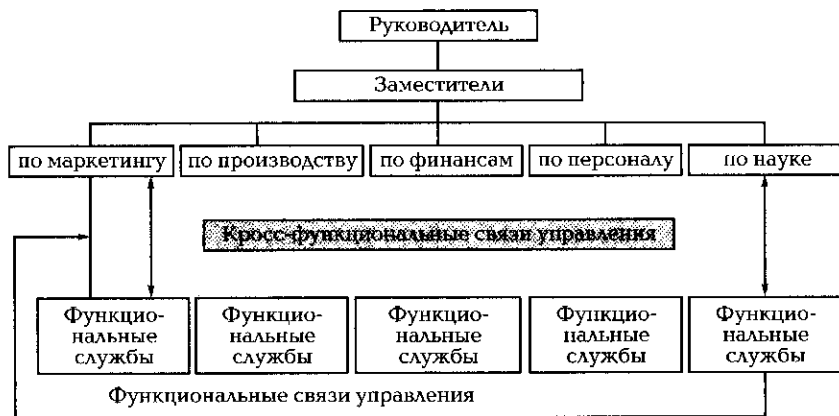 Руководитель
Заместители
по маркетингу
по производству
по финансам
по персоналу
по науке
Кросс-функциональные связи управления
Функцио-
нальные
службы
Функцио-
нальные
службы
Функцио-
нальные
службы
Функцио-
нальные
службы
Функцио-
нальные
службы
Функциональные связи управления